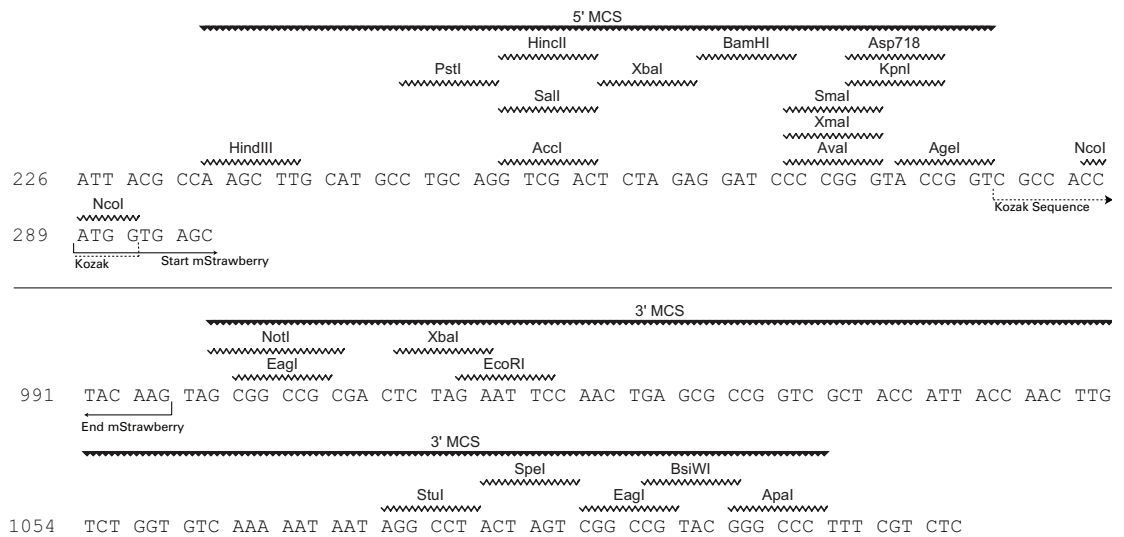 5' MCS
HincII BamHI Asp718
PstI XbaI KpnI
SalI SmaI
XmaI
HindIII AccI AvaI AgeI NcoI
226 ATT ACG CCA AGC TTG CAT GCC TGC AGG TCG ACT CTA GAG GAT CCC CGG GTA CCG GTC GCC ACC
Kozak Sequence
NcoI
289 ATG GTG AGC
Kozak Start mStrawberry
3' MCS
NotI XbaI
EagI EcoRI
991 TAC AAG TAG CGG CCG CGA CTC TAG AAT TCC AAC TGA GCG CCG GTC GCT ACC ATT ACC AAC TTG
End mStrawberry
3' MCS
SpeI BsiWI
StuI EagI ApaI
1054 TCT GGT GTC AAA AAT AAT AGG CCT ACT AGT CGG CCG TAC GGG CCC TTT CGT CTC